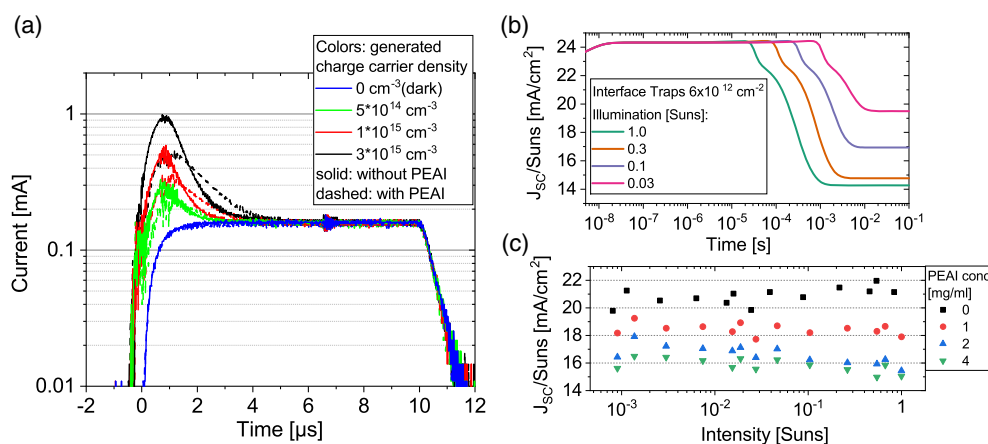 (a)
Colors: generated
charge carrier density
0 cm⁻³(dark)
5*10¹⁴ cm⁻³
1*10¹⁵ cm⁻³
3*10¹⁵ cm⁻³
solid: without PEAI
dashed: with PEAI
Current [mA]
1
0.1
0.01
-2 0 2 4 6 8 10 12
Time [µs]
(b)
J_SC/Suns [mA/cm²]
24
22
20
18
16
14
Interface Traps 6x10 ¹² cm⁻²
Illumination [Suns]:
1.0
0.3
0.1
0.03
10⁻⁸ 10⁻⁷ 10⁻⁶ 10⁻⁵ 10⁻⁴ 10⁻³ 10⁻² 10⁻¹
Time [s]
(c)
J_SC/Suns [mA/cm²]
24
22
20
18
16
14
PEAI conc
[mg/ml]
0
1
2
4
10⁻³ 10⁻² 10⁻¹ 1
Intensity [Suns]